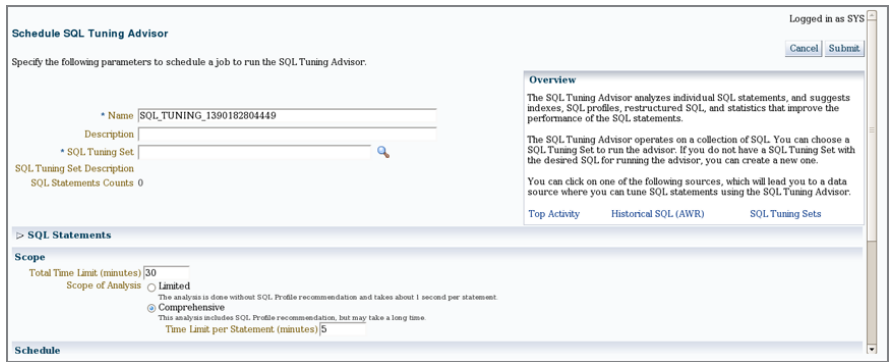 Logged in as SYS
Schedule SQL Tuning Advisor
Cancel Submit
Specify the following parameters to schedule a job to run the SQL Tuning Advisor.
* Name SQL_TUNING_1390182804449
Description
* SQL Tuning Set
SQL Tuning Set Description
SQL Statements Counts 0
Overview
The SQL Tuning Advisor analyzes individual SQL statements, and suggests
indexes, SQL profiles, restructured SQL, and statistics that improve the
performance of the SQL statements.
The SQL Tuning Advisor operates on a collection of SQL. You can choose a
SQL Tuning Set to run the advisor. If you do not have a SQL Tuning Set with
the desired SQL for running the advisor, you can create a new one.
You can click on one of the following sources, which will lead you to a data
source where you can tune SQL statements using the SQL Tuning Advisor.
Top Activity Historical SQL (AWR) SQL Tuning Sets
SQL Statements
Scope
Total Time Limit (minutes) 30
Scope of Analysis Limited
The analysis is done without SQL Profile recommendation and takes about 1 second per statement.
Comprehensive
This analysis includes SQL Profile recommendation, but may take a long time.
Time Limit per Statement (minutes) 5
Schedule